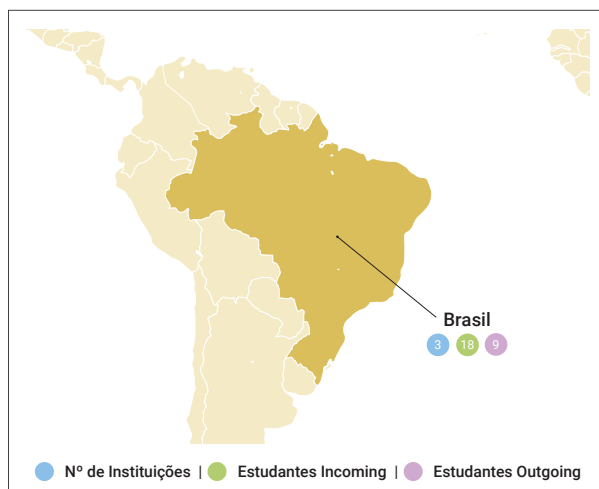 Brasil
3 18 9
Nº de Instituições | Estudantes Incoming | Estudantes Outgoing